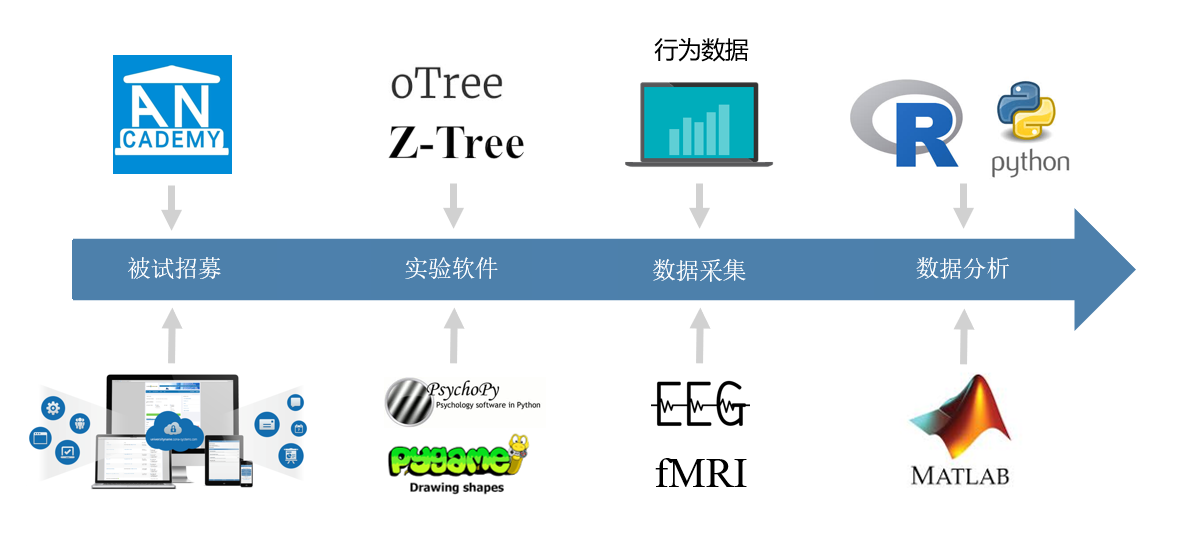 行为数据
AN
CADEMY
oTree
Z-Tree
R
python
被试招募
实验软件
数据采集
数据分析
PsychoPy
Psychology software in Python
pygame
Drawing shapes
EEG
fMRI
MATLAB